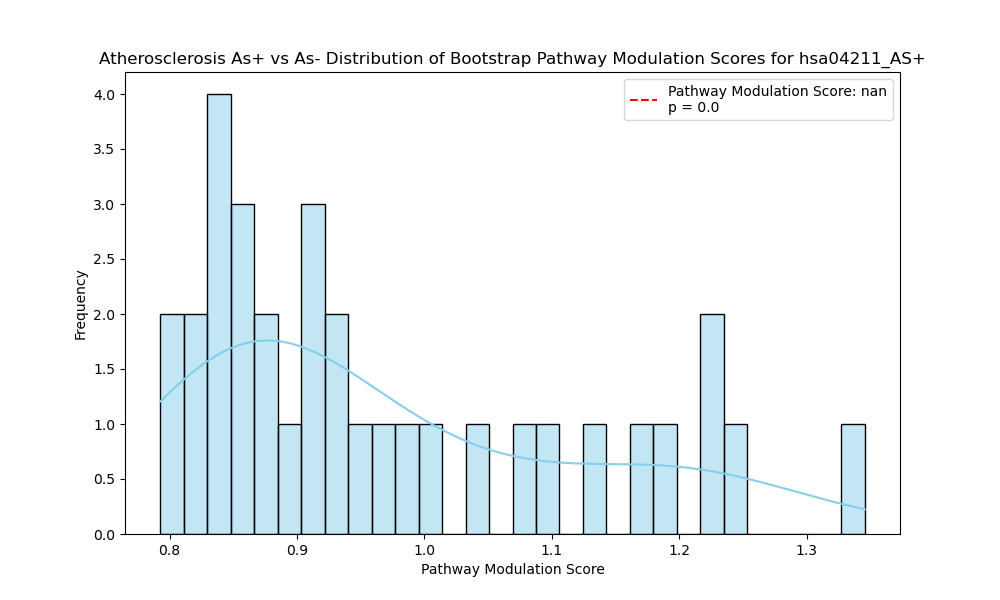 Atherosclerosis As+ vs As- Distribution of Bootstrap Pathway Modulation Scores for hsa04211_AS+
Pathway Modulation Score: nan
p = 0.0
4.0
3.5
3.0
2.5
2.0
1.5
1.0
0.5
0.0
Frequency
0.8 0.9 1.0 1.1 1.2 1.3
Pathway Modulation Score